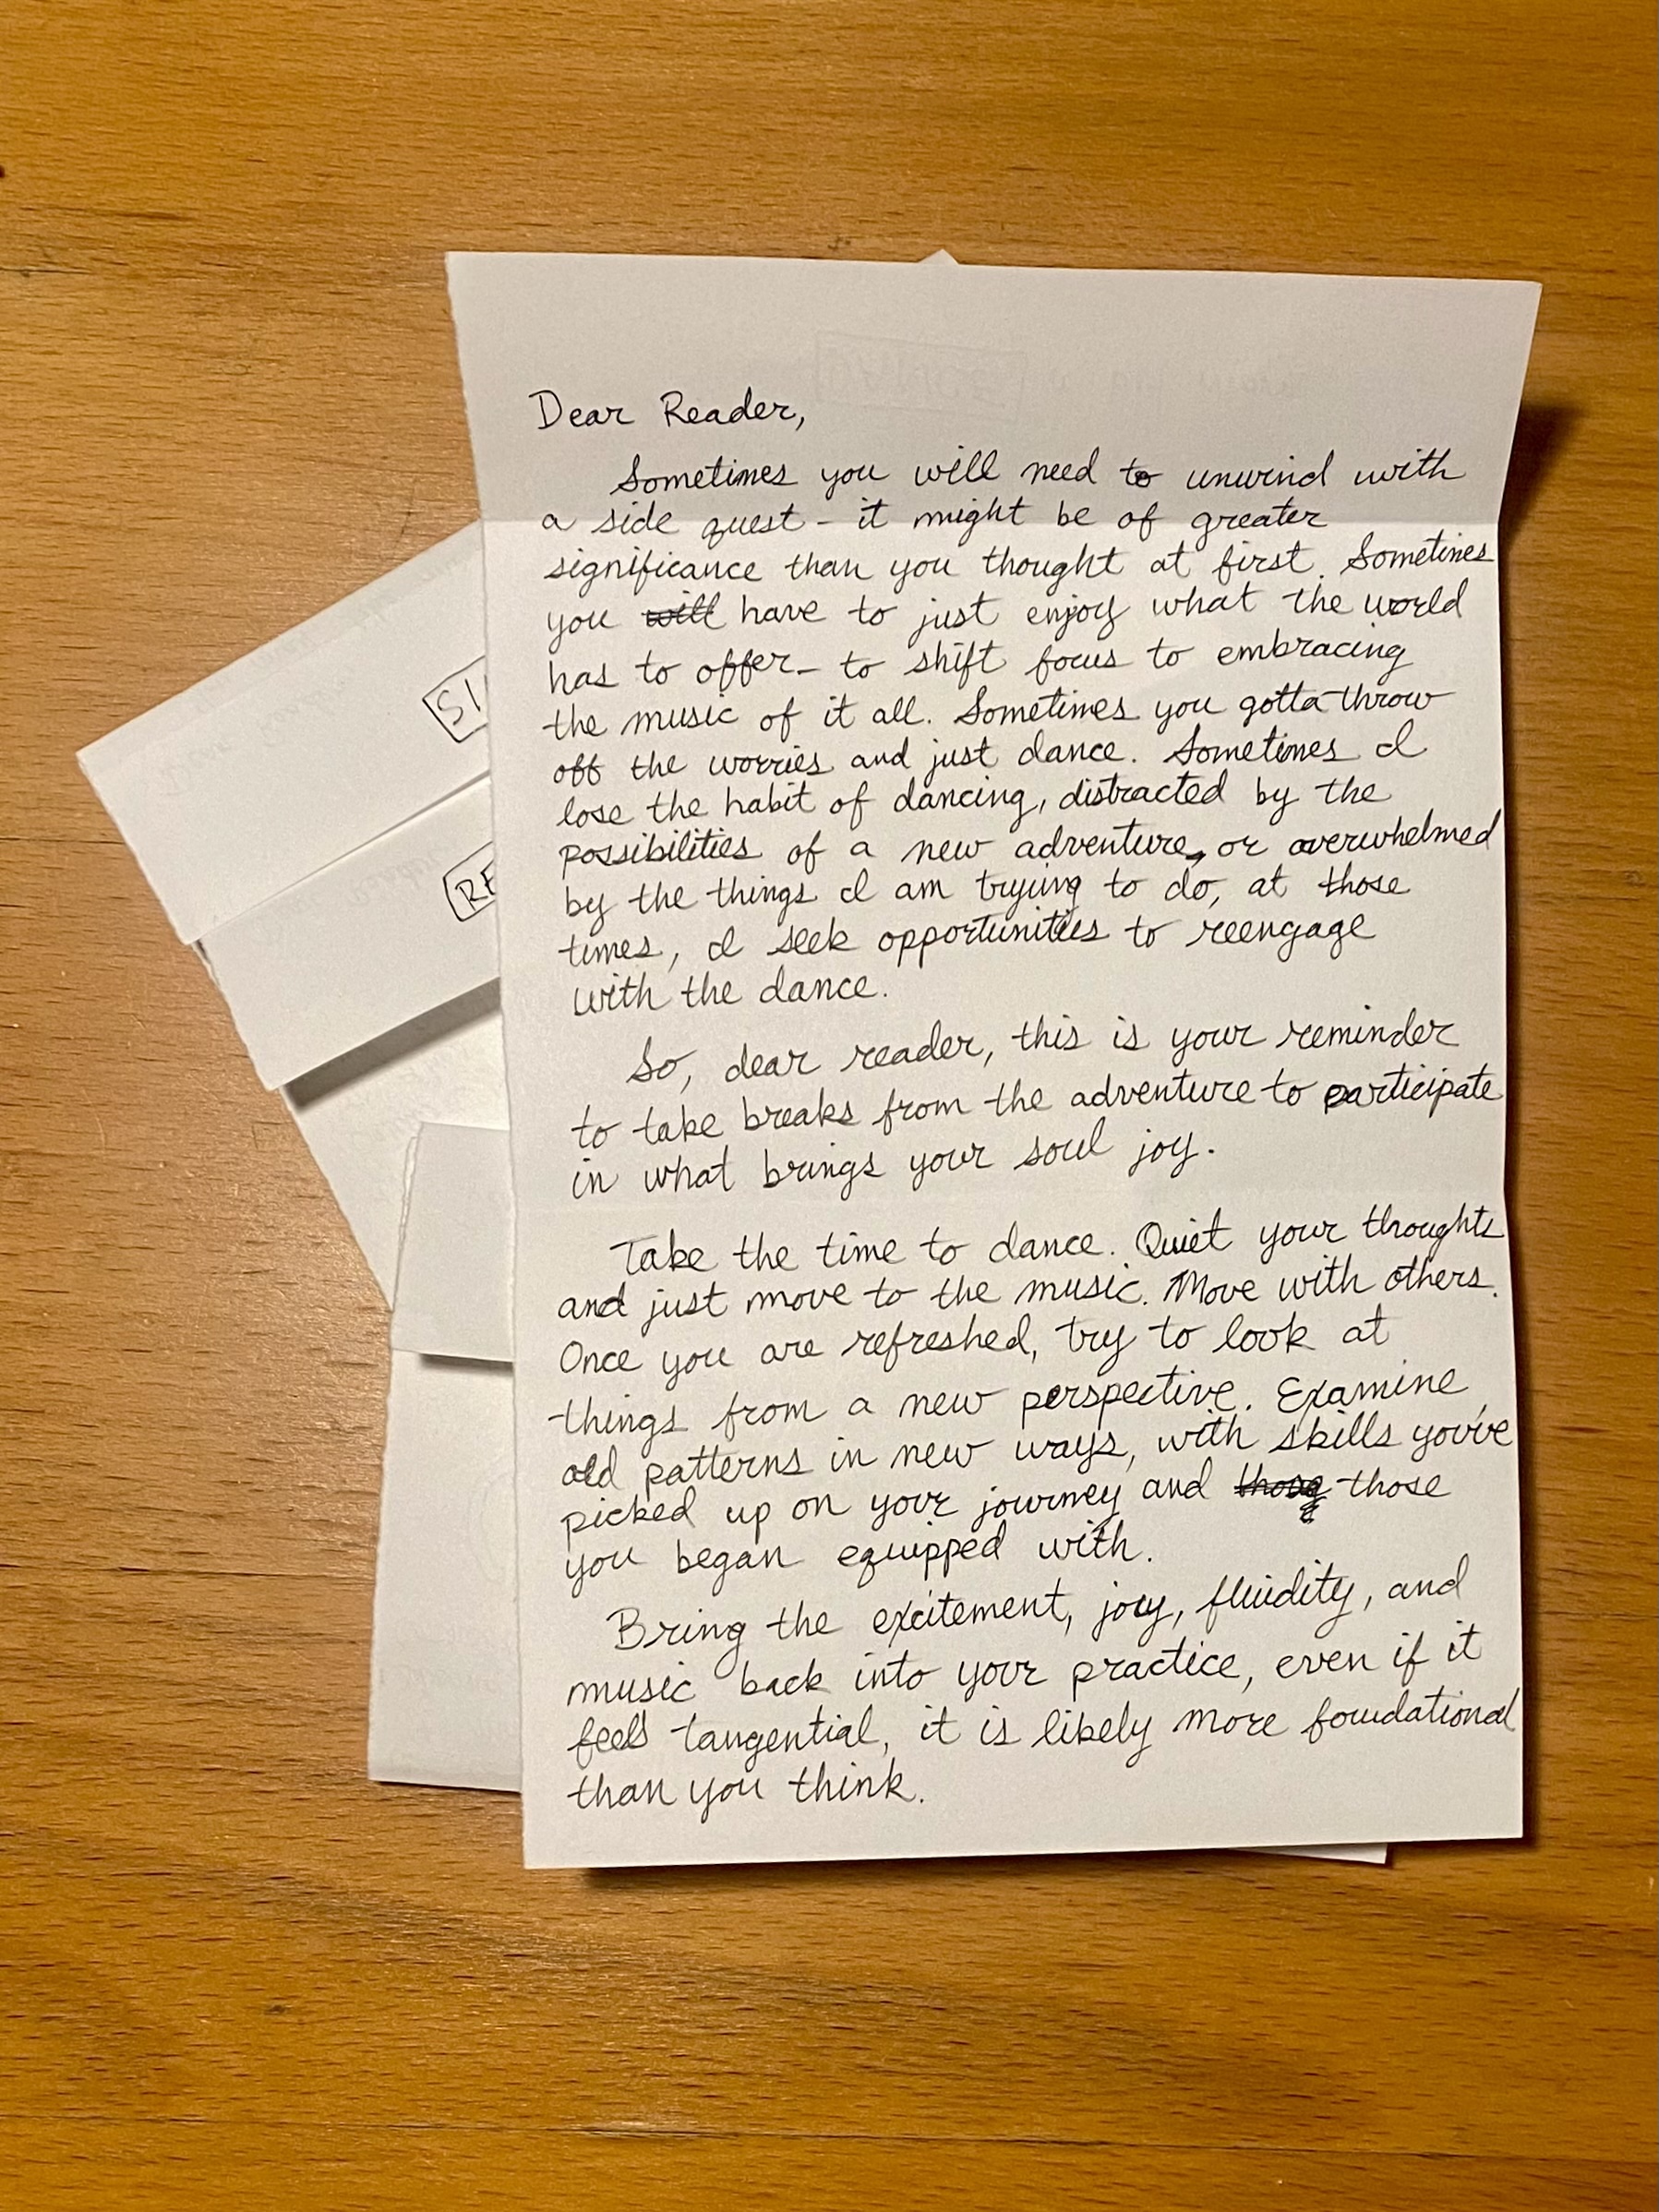 Dear Reader,
Sometimes you will need to unwind with
a side quest - it might be of greater
significance than you thought at first. Sometimes
you will have to just enjoy what the world
has to offer - to shift focus to embracing
the music of it all. Sometimes you gotta throw
off the worries and just dance. Sometimes I
lose the habit of dancing, distracted by the
possibilities of a new adventure, or overwhelmed
by the things I am trying to do, at those
times, I seek opportunities to reengage
with the dance.
So, dear reader, this is your reminder
to take breaks from the adventure to participate
in what brings your soul joy.
Take the time to dance. Quiet your thoughts
and just move to the music. Move with others.
Once you are refreshed, try to look at
things from a new perspective. Examine
old patterns in new ways, with skills you've
picked up on your journey and those
you began equipped with.
Bring the excitement, joy, fluidity, and
music back into your practice, even if it
feels tangential, it is likely more foundational
than you think.
SI
RE